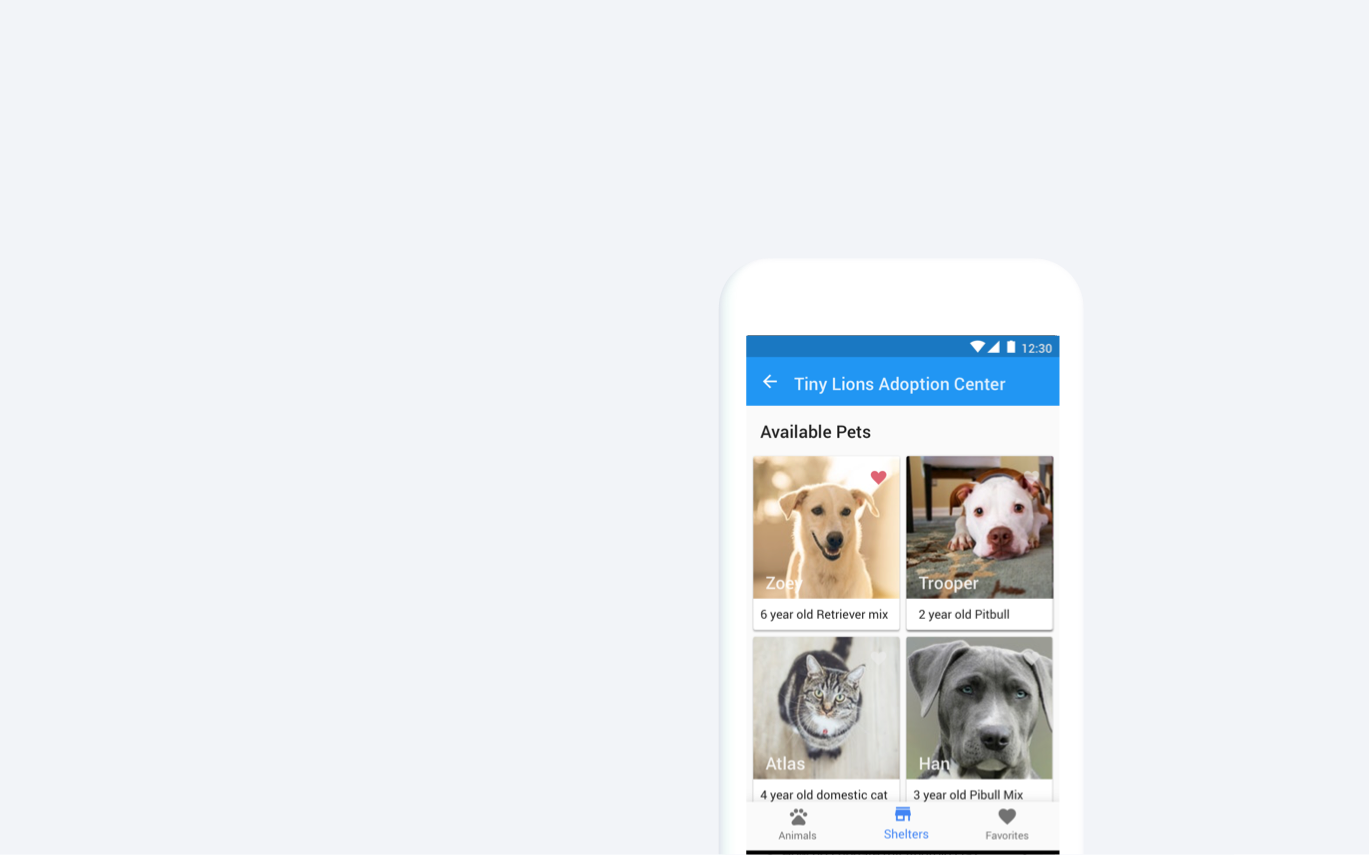 12:30
Tiny Lions Adoption Center
Available Pets
Zoey
Trooper
6 year old Retriever mix
2 year old Pitbull
Atlas
Han
4 year old domestic cat
3 year old Pibull Mix
Animals
Shelters
Favorites